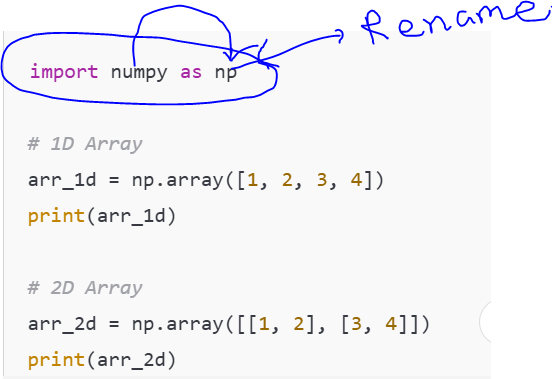 Rename
import numpy as np
# 1D Array
arr_1d = np.array([1, 2, 3, 4])
print(arr_1d)
# 2D Array
arr_2d = np.array([[1, 2], [3, 4]])
print(arr_2d)